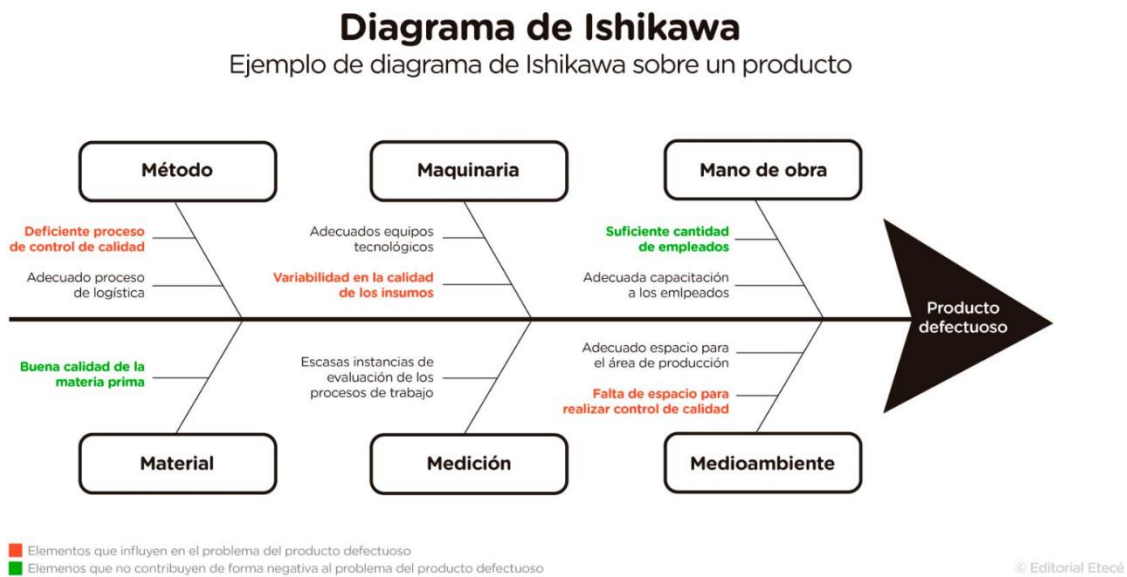 Diagrama de Ishikawa
Ejemplo de diagrama de Ishikawa sobre un producto
Método
Maquinaria
Mano de obra
Deficiente proceso
de control de calidad
Adecuado proceso
de logística
Adecuados equipos
tecnológicos
Variabilidad en la calidad
de los insumos
Suficiente cantidad
de empleados
Adecuada capacitación
a los emlpeados
Producto
defectuoso
Buena calidad de la
materia prima
Escasas instancias de
evaluación de los
procesos de trabajo
Adecuado espacio para
el área de producción
Falta de espacio para
realizar control de calidad
Material
Medición
Medioambiente
Elementos que influyen en el problema del producto defectuoso
Elemenos que no contribuyen de forma negativa al problema del producto defectuoso
© Editorial Etecé